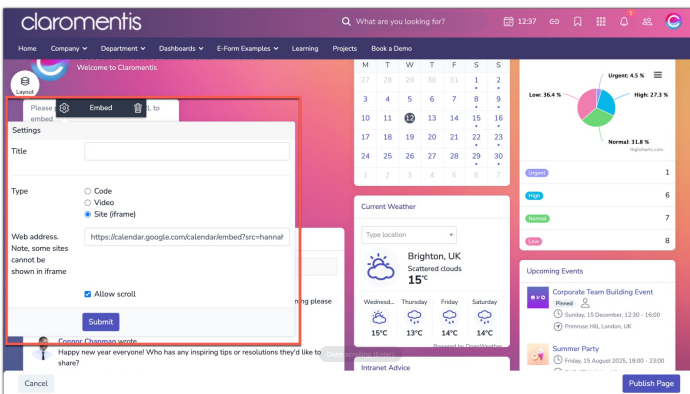 claromentis
What are you looking for?
12:37
Home Company Department Dashboards E-Form Examples Learning Projects Book a Demo
Welcome to Claromentis
Layout
Please
L to
embed
Embed
Settings
Title
Type
Code
Video
Site (iframe)
Web address.
Note, some sites
cannot be
shown in iframe
https://calendar.google.com/calendar/embed?src=hannah
Allow scroll
Submit
ning please
Connor Chapman wrote
Happy new year everyone! Who has any inspiring tips or resolutions they'd like to
share?
M T W T F S S
27 28 29 30 31 1 2
3 4 5 6 7 8 9
10 11 12 13 14 15 16
17 18 19 20 21 22 23
24 25 26 27 28 29 30
1 2 3 4 5 6 7
Current Weather
Type location
Brighton, UK
Scattered clouds
15°C
Wednesd... Thursday Friday Saturday
15°C 13°C 14°C 14°C
Powered by OpenWeather
Intranet Advice
Urgent: 4.5 %
Low: 36.4 %
High: 27.3 %
Normal: 31.8 %
Highcharts.com
Urgent 1
High 6
Normal 7
Low 8
Upcoming Events
evo
Corporate Team Building Event
Pinned
Sunday, 15 December, 12:30 - 16:00
Primrose Hill, London, UK
Summer Party
Friday, 15 August 2025, 19:00 - 23:00
Cancel
Publish Page